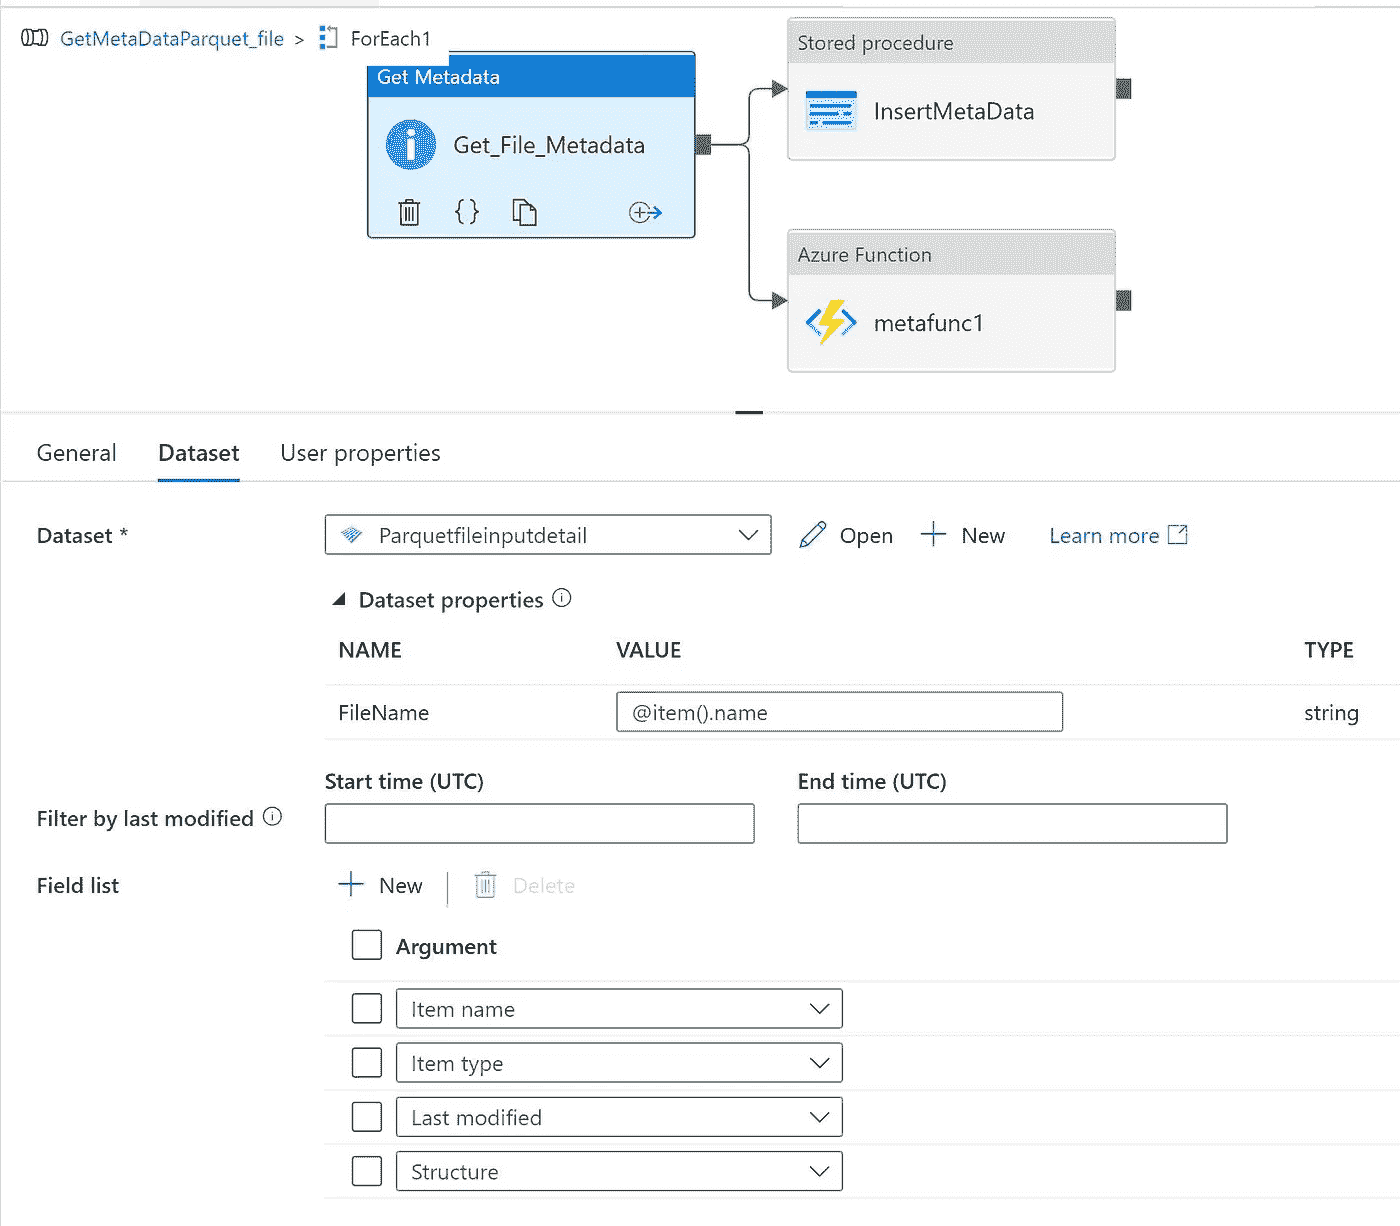 GetMetaDataParquet_file > ForEach1
Get Metadata
Get_File_Metadata
{}
Stored procedure
InsertMetaData
Azure Function
metafunc1
General Dataset User properties
Dataset * Parquetfileinputdetail Open New Learn more
Dataset properties
NAME VALUE TYPE
FileName @item().name string
Start time (UTC) End time (UTC)
Filter by last modified
Field list New Delete
Argument
Item name
Item type
Last modified
Structure